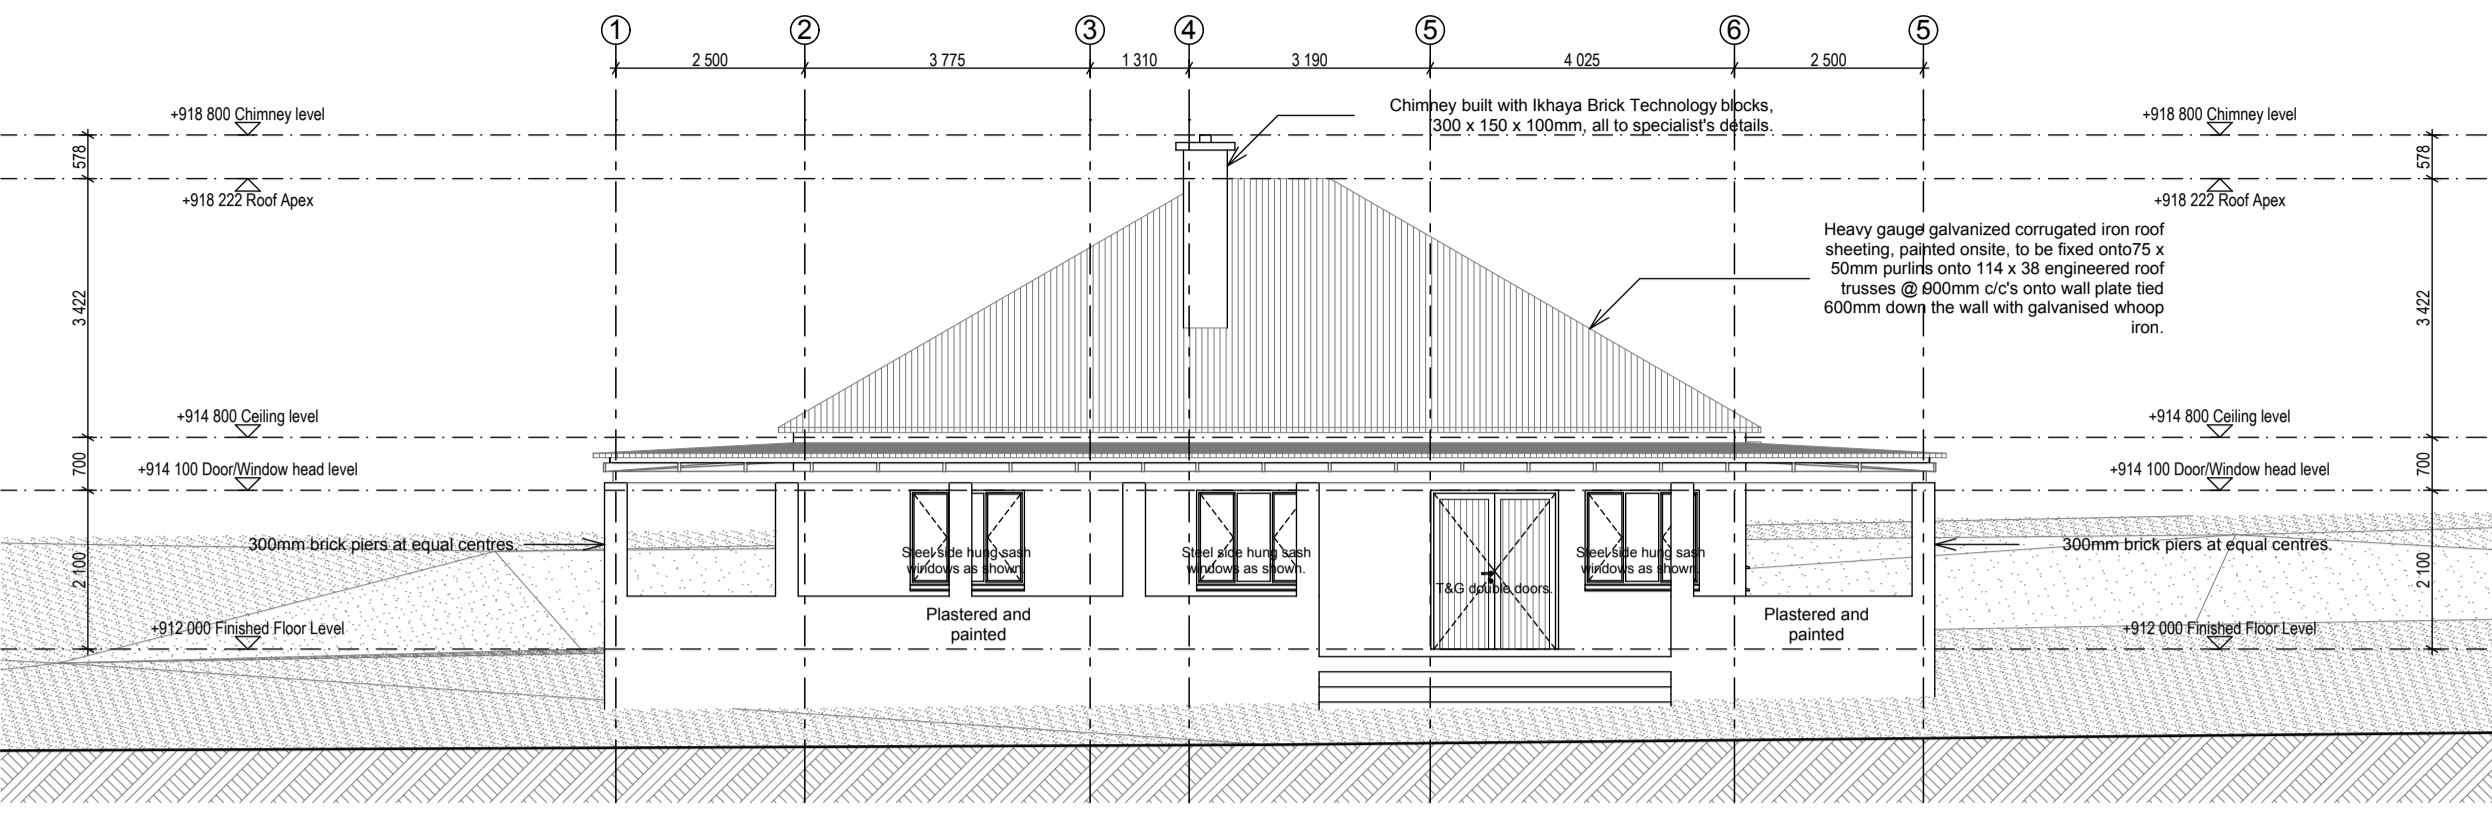 1 2 3 4 5 6 5
2 500 3 775 1 310 3 190 4 025 2 500
Chimney built with Ikhaya Brick Technology blocks,
300 x 150 x 100mm, all to specialist's details.
+918 800 Chimney level
+918 800 Chimney level
578
578
+918 222 Roof Apex
+918 222 Roof Apex
Heavy gauge galvanized corrugated iron roof
sheeting, painted onsite, to be fixed onto75 x
50mm purlins onto 114 x 38 engineered roof
trusses @ 900mm c/c's onto wall plate tied
600mm down the wall with galvanised whoop
iron.
3 422
3 422
+914 800 Ceiling level
+914 800 Ceiling level
700
700
+914 100 Door/Window head level
+914 100 Door/Window head level
300mm brick piers at equal centres.
300mm brick piers at equal centres.
Steel side hung sash
windows as shown.
Steel side hung sash
windows as shown.
Steel side hung sash
windows as shown.
T&G double doors.
2 100
2 100
Plastered and
painted
Plastered and
painted
+912 000 Finished Floor Level
+912 000 Finished Floor Level